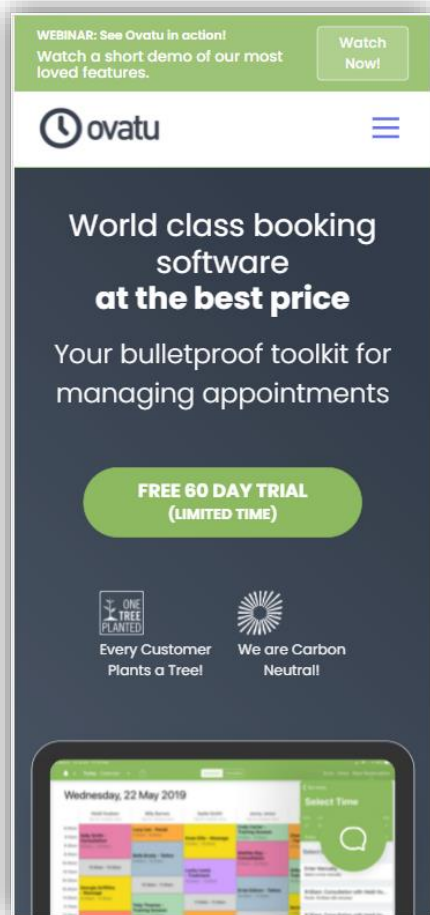 WEBINAR: See Ovatu in action!
Watch a short demo of our most
loved features.
Watch
Now!
ovatu
World class booking
software
at the best price
Your bulletproof toolkit for
managing appointments
FREE 60 DAY TRIAL
(LIMITED TIME)
ONE
TREE
PLANTED
Every Customer
Plants a Tree!
We are Carbon
Neutral!
Wednesday, 22 May 2019
Select Time